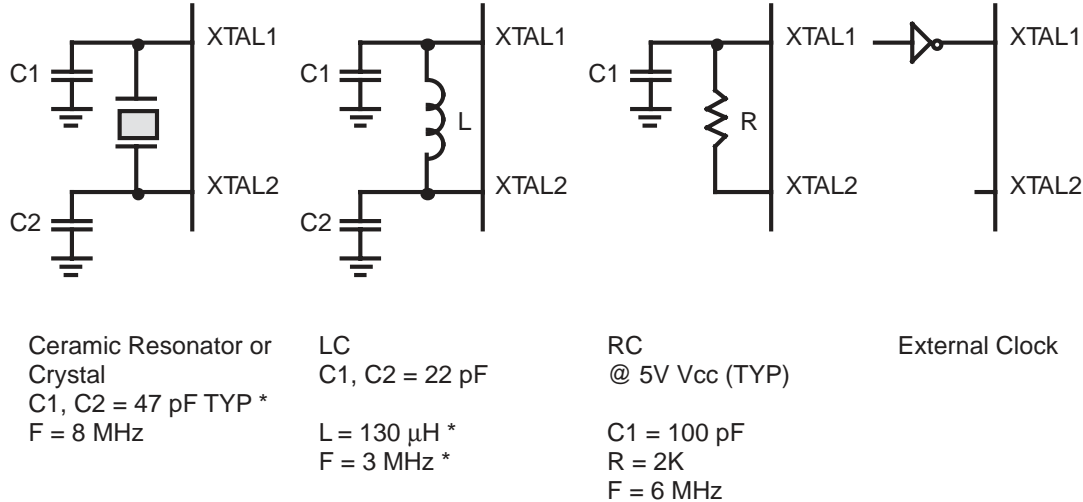 XTAL1
C1
XTAL2
C2
XTAL1
C1
L
XTAL2
C2
XTAL1
C1
R
XTAL2
XTAL1
XTAL2
Ceramic Resonator or
Crystal
C1, C2 = 47 pF TYP *
F = 8 MHz
LC
C1, C2 = 22 pF
L = 130 μH *
F = 3 MHz *
RC
@ 5V Vcc (TYP)
C1 = 100 pF
R = 2K
F = 6 MHz
External Clock